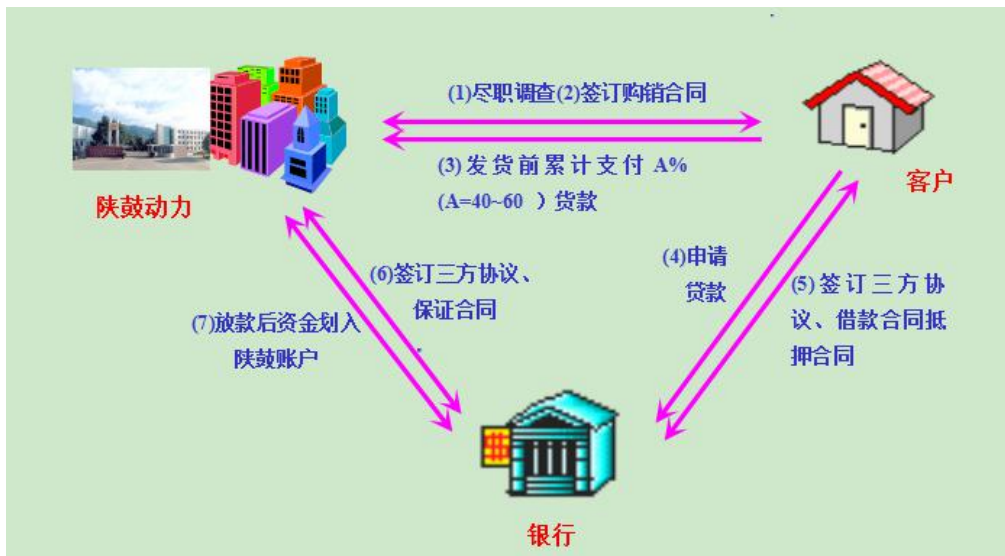 (1)尽职调查(2)签订购销合同
(3)发货前累计支付 A%
(A=40~60 ）货款
陕鼓动力
客户
(4)申请
贷款
(5)签订三方协
议、借款合同抵
押合同
(6)签订三方协议、
保证合同
(7)放款后资金划入
陕鼓账户
银行